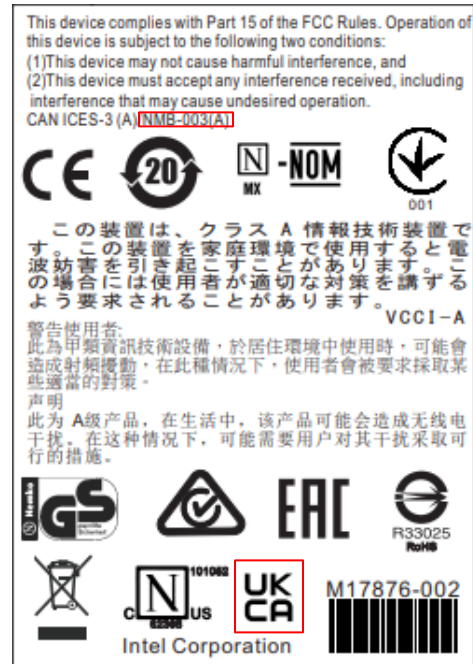 This device complies with Part 15 of the FCC Rules. Operation of
this device is subject to the following two conditions:
(1)This device may not cause harmful interference, and
(2)This device must accept any interference received, including
interference that may cause undesired operation.
CAN ICES-3 (A)/NMB-003(A)
CE 20 N MX -NOM 001
この装置は、クラス A 情報技術装置で
す。この装置を家庭環境で使用すると電
波妨害を引き起こすことがあります。こ
の場合には使用者が適切な対策を講ずる
よう要求されることがあります。
VCCI-A
警告使用者:
此為甲類資訊技術設備，於居住環境中使用時，可能會
造成射頻擾動，在此種情況下，使用者會被要求採取某
些適當的對策。
声明
此为 A级产品，在生活中，该产品可能会造成无线电
干扰。在这种情况下，可能需要用户对其干扰采取可
行的措施。
Hemko GS geprüfte Sicherheit EAC R33025
RoHS
101062
C N US UK CA M17876-002
Intel Corporation